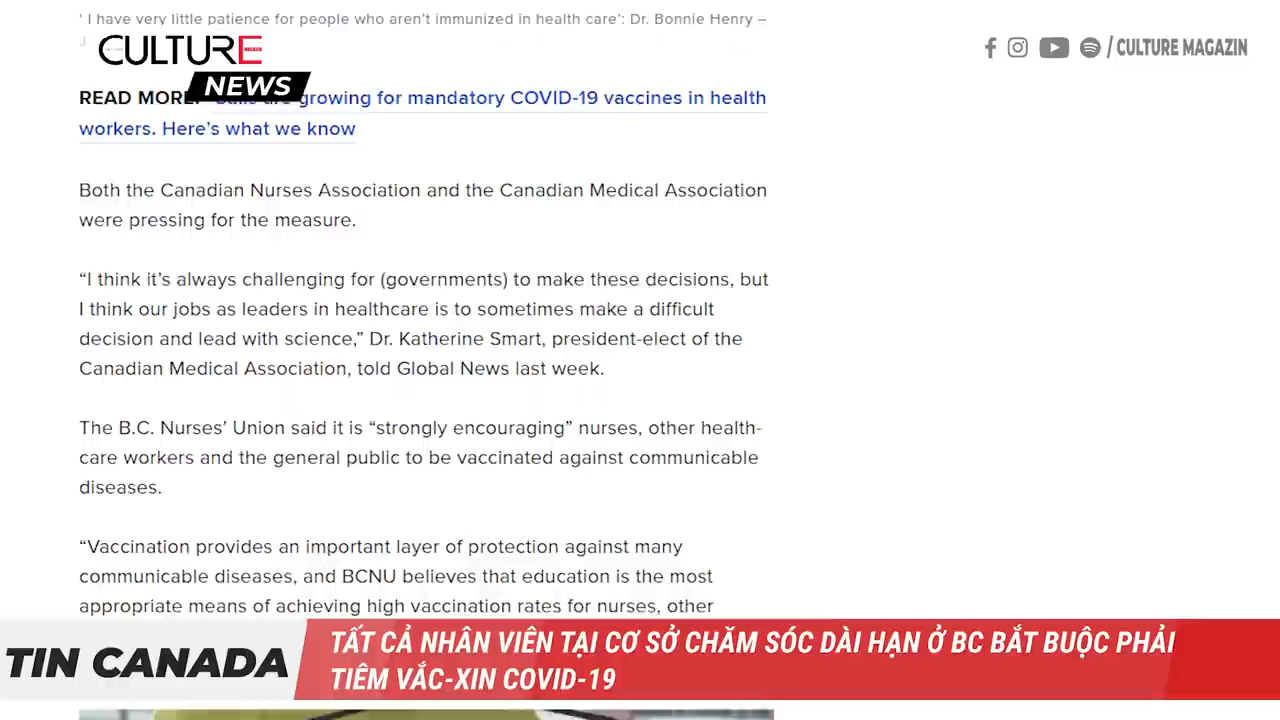 ' I have very little patience for people who aren't immunized in health care': Dr. Bonnie Henry –
CULTURE
NEWS
/ CULTURE MAGAZIN
READ MORE: growing for mandatory COVID-19 vaccines in health
workers. Here's what we know
Both the Canadian Nurses Association and the Canadian Medical Association
were pressing for the measure.
“I think it's always challenging for (governments) to make these decisions, but
I think our jobs as leaders in healthcare is to sometimes make a difficult
decision and lead with science,” Dr. Katherine Smart, president-elect of the
Canadian Medical Association, told Global News last week.
The B.C. Nurses' Union said it is “strongly encouraging” nurses, other health-
care workers and the general public to be vaccinated against communicable
diseases.
“Vaccination provides an important layer of protection against many
communicable diseases, and BCNU believes that education is the most
appropriate means of achieving high vaccination rates for nurses, other
TIN CANADA
TẤT CẢ NHÂN VIÊN TẠI CƠ SỞ CHĂM SÓC DÀI HẠN Ở BC BẮT BUỘC PHẢI
TIÊM VẮC-XIN COVID-19